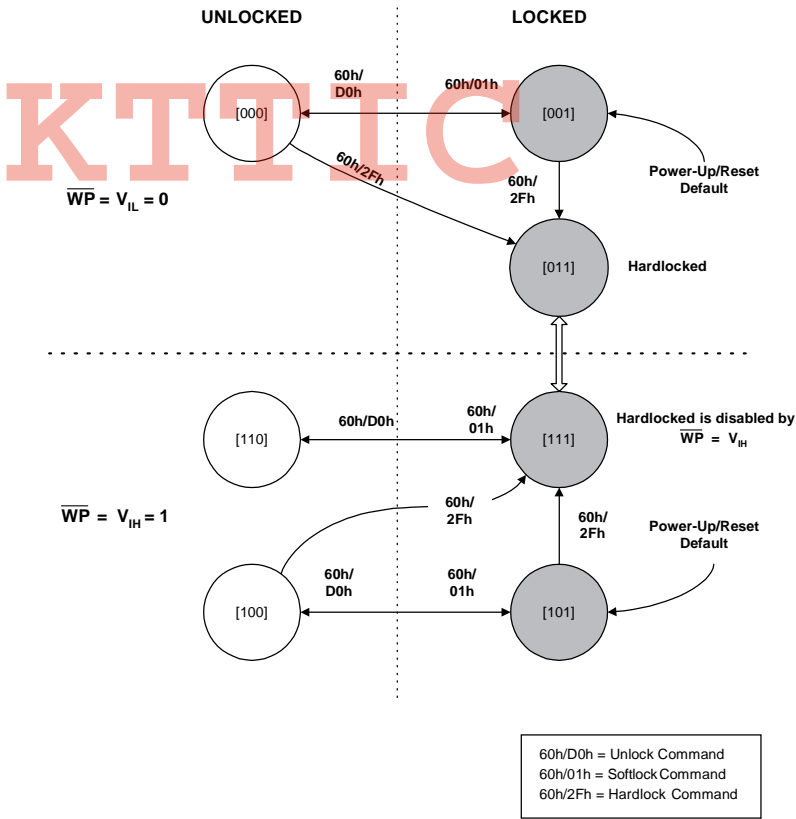 UNLOCKED
LOCKED
60h/
D0h
60h/01h
[000]
[001]
KTTIC
60h/2Fh
60h/
2Fh
Power-Up/Reset
Default
WP = VIL = 0
[011]
Hardlocked
60h/D0h
60h/
01h
[110]
[111]
Hardlocked is disabled by
WP = VIH
60h/
2Fh
WP = VIH = 1
60h/
2Fh
Power-Up/Reset
Default
60h/
D0h
60h/
01h
[100]
[101]
60h/D0h = Unlock Command
60h/01h = Softlock Command
60h/2Fh = Hardlock Command